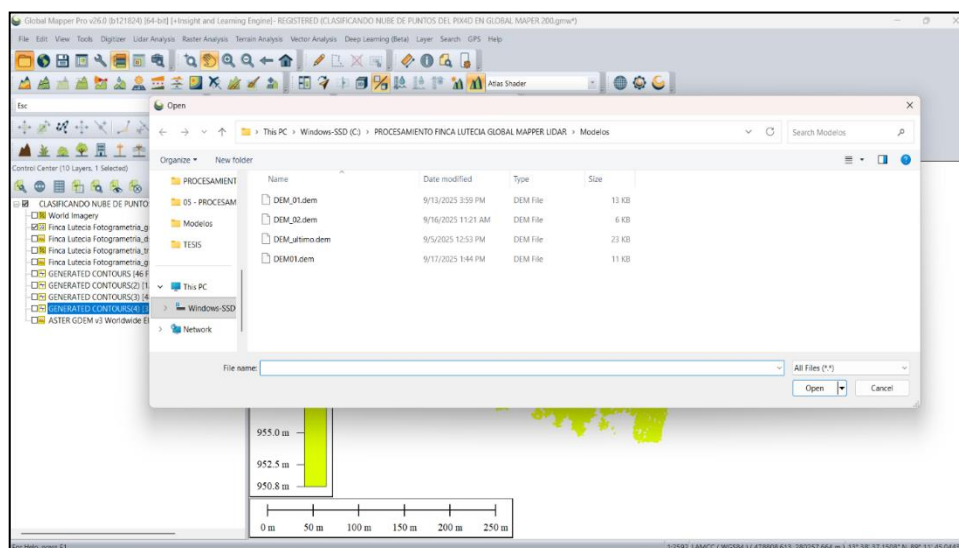 Global Mapper Pro v26.0 (b121824) [64-bit] [+Insight and Learning Engine]- REGISTERED (CLASIFICANDO NUBE DE PUNTOS DEL PIX4D EN GLOBAL MAPER 200.gmw*)
File Edit View Tools Digitizer Lidar Analysis Raster Analysis Terrain Analysis Vector Analysis Deep Learning (Beta) Layer Search GPS Help
Atlas Shader
Esc
Open
This PC > Windows-SSD (C:) > PROCESAMIENTO FINCA LUTECIA GLOBAL MAPPER LIDAR > Modelos
Search Modelos
Organize New folder
Name Date modified Type Size
PROCESAMIENT
05 - PROCESAM
Modelos
TESIS
This PC
Windows-SSD
Network
DEM_01.dem 9/13/2025 3:59 PM DEM File 13 KB
DEM_02.dem 9/16/2025 11:21 AM DEM File 6 KB
DEM_ultimo.dem 9/5/2025 12:53 PM DEM File 23 KB
DEM01.dem 9/17/2025 1:44 PM DEM File 11 KB
File name:
All Files (*.*)
Open Cancel
Control Center (10 Layers, 1 Selected)
CLASIFICANDO NUBE DE PUNTO
World Imagery
Finca Lutecia Fotogrametria_g
Finca Lutecia Fotogrametria_d
Finca Lutecia Fotogrametria_tr
Finca Lutecia Fotogrametria_g
GENERATED CONTOURS [46 F
GENERATED CONTOURS(2) [1
GENERATED CONTOURS(3) [4
GENERATED CONTOURS(4) [
ASTER GDEM v3 Worldwide El
955.0 m
952.5 m
950.8 m
0 m 50 m 100 m 150 m 200 m 250 m
For Help, press F1